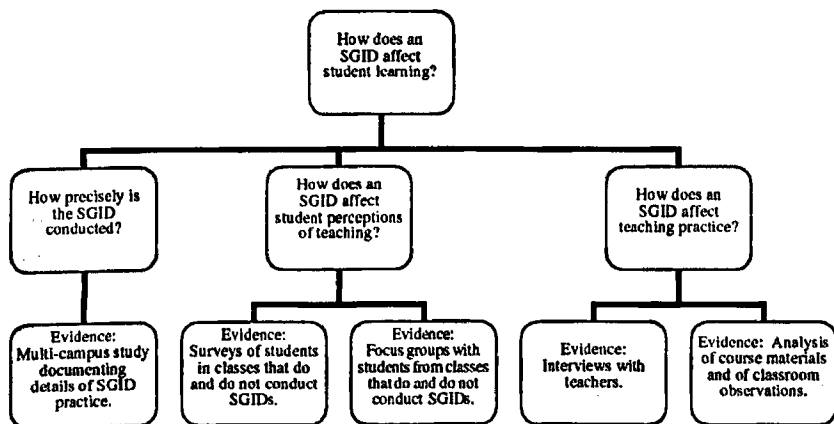 How does an
SGID affect
student learning?
How precisely is
the SGID
conducted?
How does an
SGID affect
student perceptions
of teaching?
How does an
SGID affect
teaching practice?
Evidence:
Multi-campus study
documenting
details of SGID
practice.
Evidence:
Surveys of students
in classes that do
and do not conduct
SGIDs.
Evidence:
Focus groups with
students from classes
that do and do not
conduct SGIDs.
Evidence:
Interviews with
teachers.
Evidence: Analysis
of course materials
and of classroom
observations.